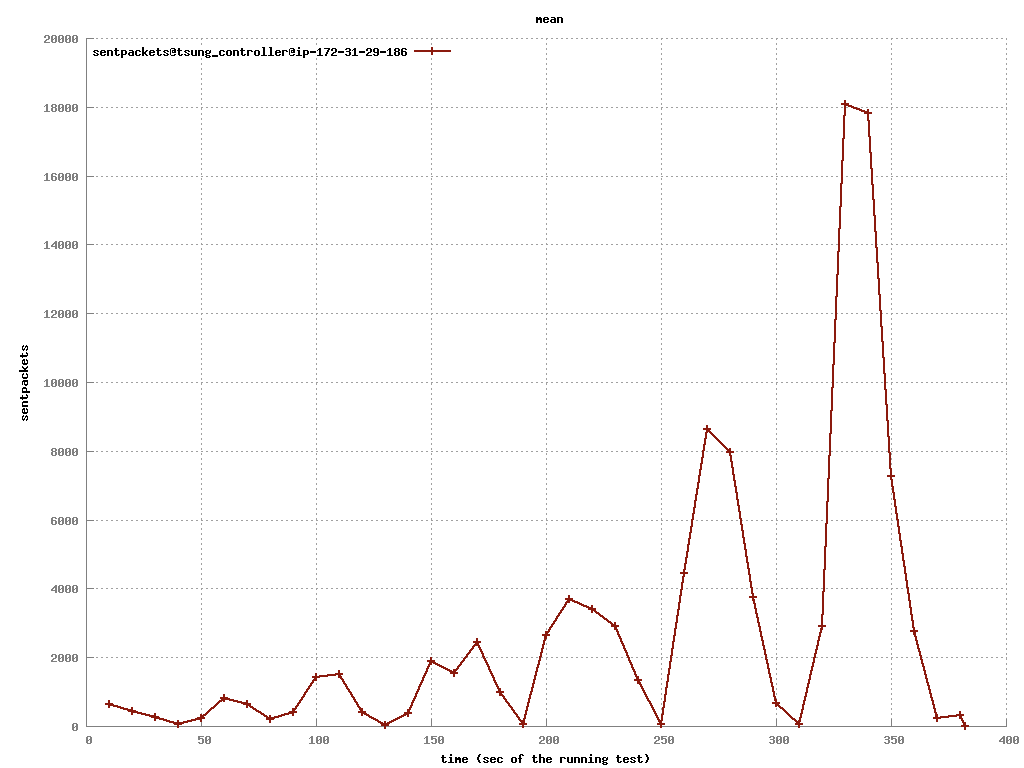 mean
20000
sentpackets@tsung_controller@ip-172-31-29-186
18000
16000
14000
12000
10000
8000
6000
4000
2000
0
sentpackets
0 50 100 150 200 250 300 350 400
time (sec of the running test)